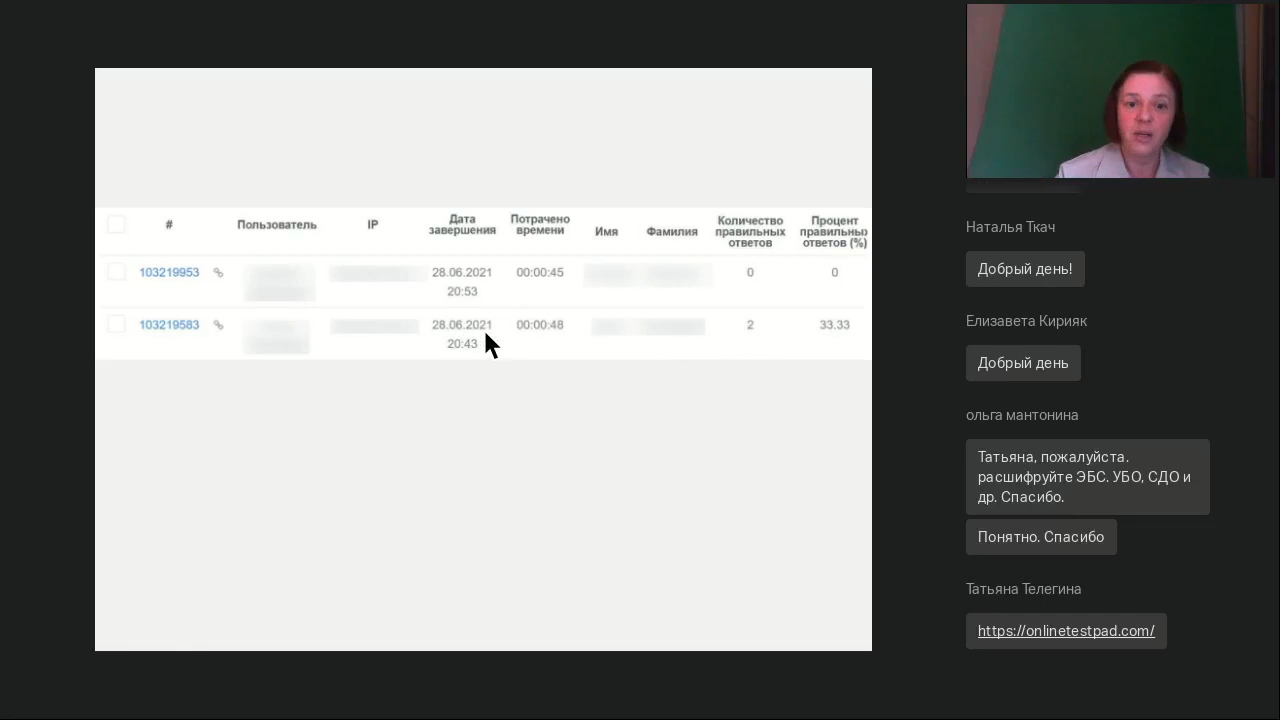 # Пользователь IP Дата завершения Потрачено времени Имя Фамилия Количество правильных ответов Процент правильных ответов (%)
103219953 28.06.2021 20:53 00:00:45 0 0
103219583 28.06.2021 20:43 00:00:48 2 33.33
Наталья Ткач
Добрый день!
Елизавета Кирияк
Добрый день
ольга мантонина
Татьяна, пожалуйста.
расшифруйте ЭБС. УБО, СДО и
др. Спасибо.
Понятно. Спасибо
Татьяна Телегина
https://onlinetestpad.com/